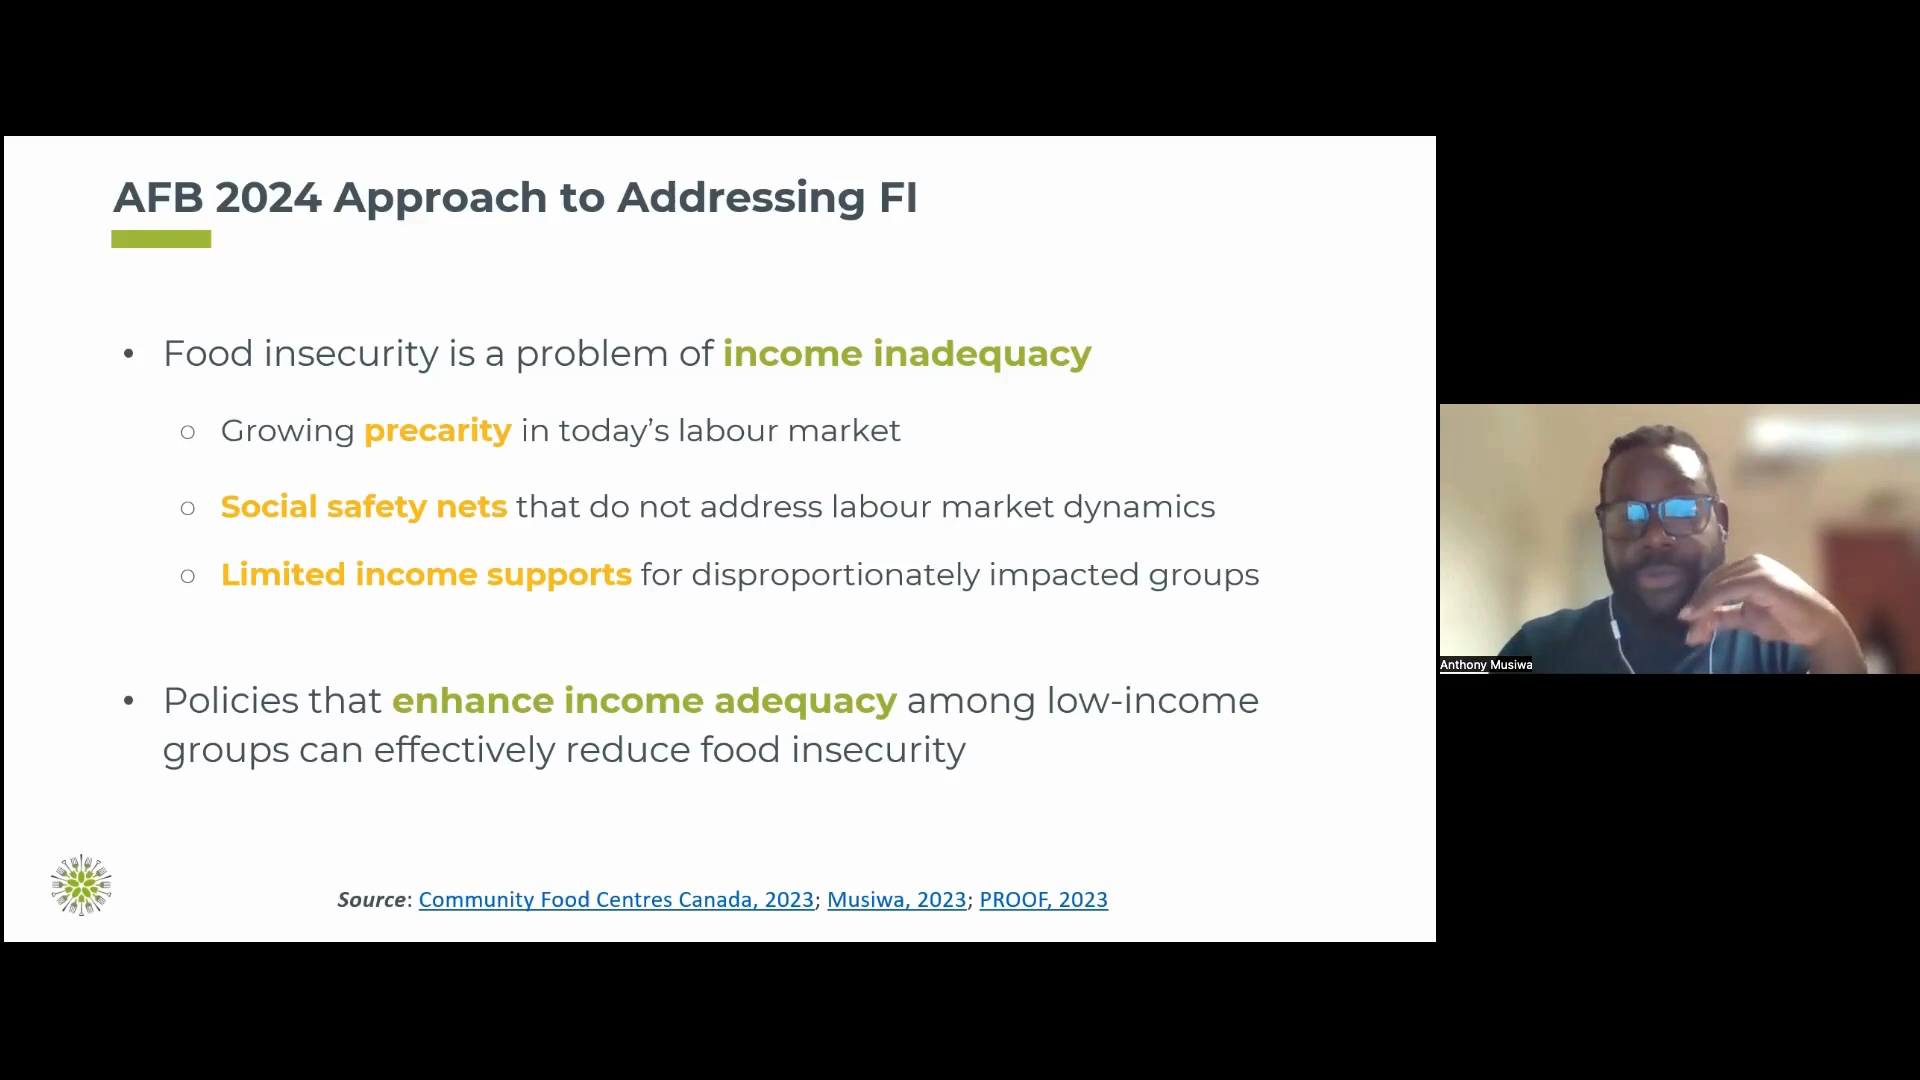 AFB 2024 Approach to Addressing FI
• Food insecurity is a problem of income inadequacy
○ Growing precarity in today’s labour market
○ Social safety nets that do not address labour market dynamics
○ Limited income supports for disproportionately impacted groups
• Policies that enhance income adequacy among low-income
groups can effectively reduce food insecurity
Source: Community Food Centres Canada, 2023; Musiwa, 2023; PROOF, 2023
Anthony Musiwa